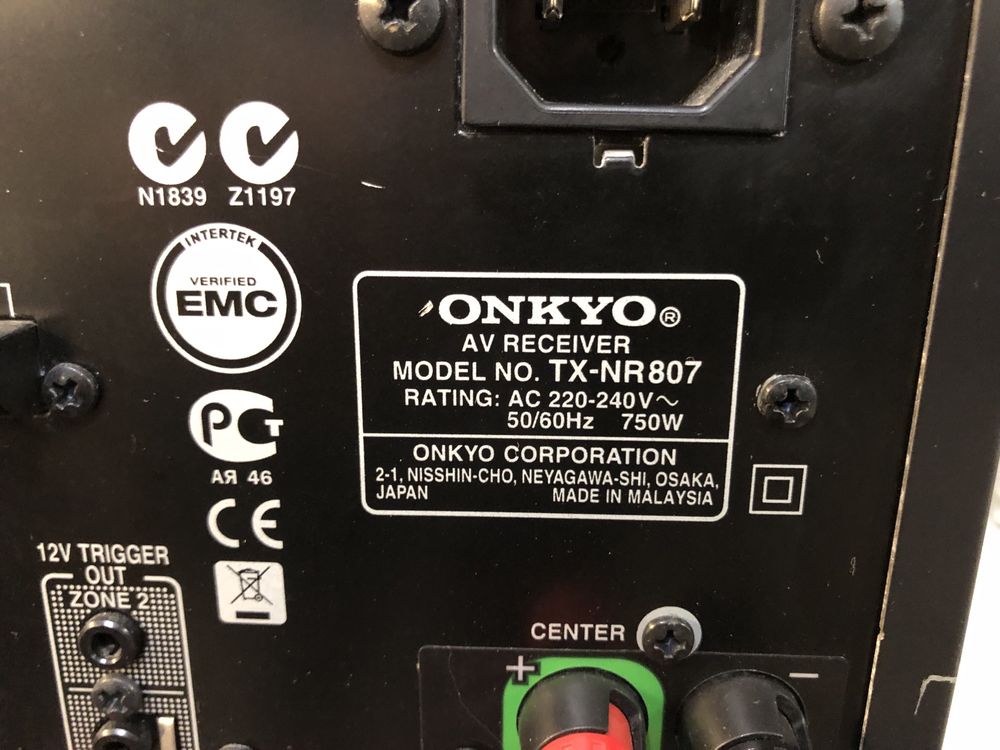 N1839 Z1197
INTERTEK
VERIFIED
EMC
ONKYO®
AV RECEIVER
MODEL NO. TX-NR807
RATING: AC 220-240V～
50/60Hz 750W
ONKYO CORPORATION
2-1, NISSHIN-CHO, NEYAGAWA-SHI, OSAKA,
JAPAN MADE IN MALAYSIA
РСТ
АЯ 46
CE
12V TRIGGER
OUT
ZONE 2
CENTER
+ −